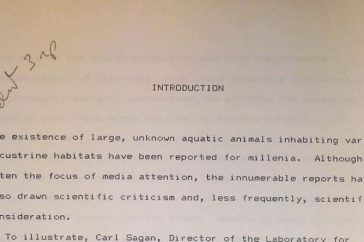 3 sp
INTRODUCTION
e existence of large, unknown aquatic animals inhabiting var
custrine habitats have been reported for millenia. Although
ten the focus of media attention, the innumerable reports ha
so drawn scientific criticism and, less frequently, scientif
nsideration.
To illustrate, Carl Sagan, Director of the Laboratory for